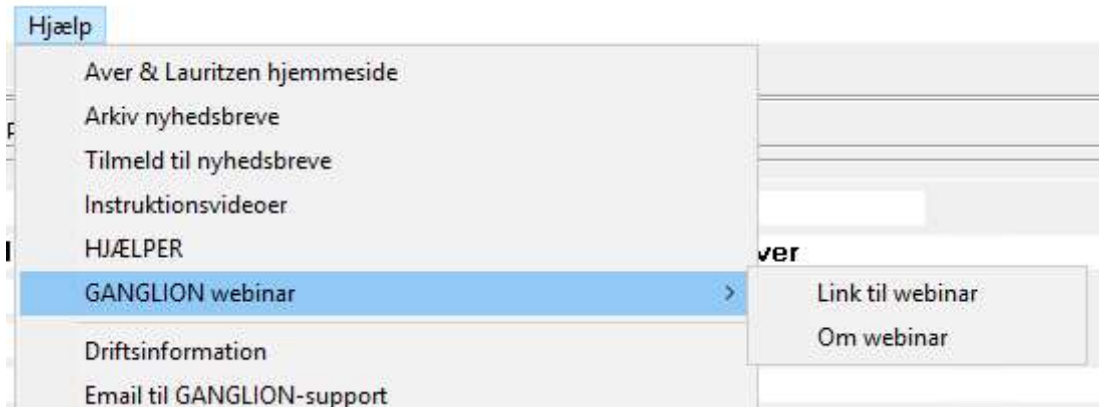 Hjælp
Aver & Lauritzen hjemmeside
Arkiv nyhedsbreve
Tilmeld til nyhedsbreve
Instruktionsvideoer
HJÆLPER
ver
GANGLION webinar >
Link til webinar
Om webinar
Driftsinformation
Email til GANGLION-support